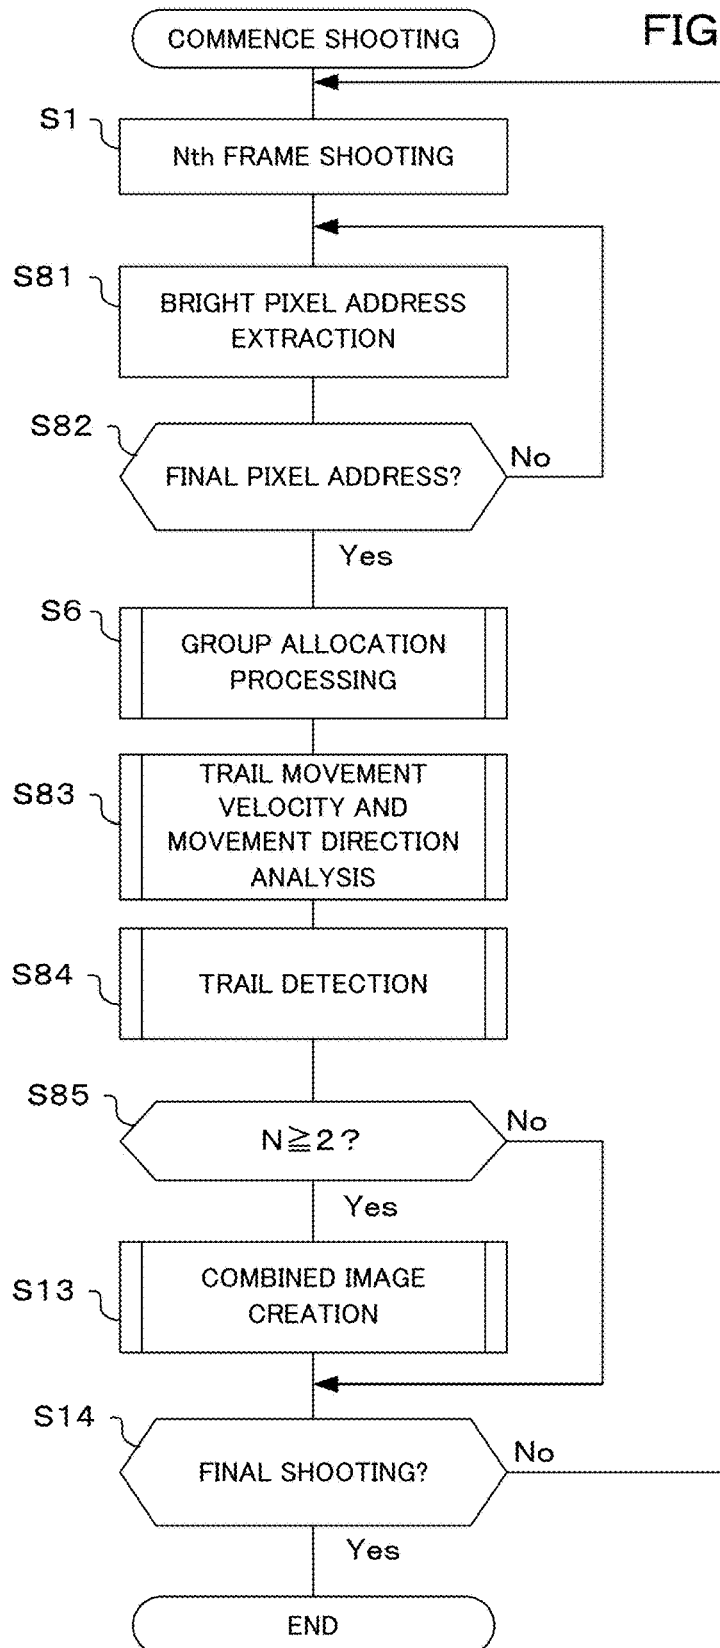 COMMENCE SHOOTING
FIG
S1
Nth FRAME SHOOTING
S81
BRIGHT PIXEL ADDRESS
EXTRACTION
S82
FINAL PIXEL ADDRESS?
No
Yes
S6
GROUP ALLOCATION
PROCESSING
S83
TRAIL MOVEMENT
VELOCITY AND
MOVEMENT DIRECTION
ANALYSIS
S84
TRAIL DETECTION
S85
N≧2?
No
Yes
S13
COMBINED IMAGE
CREATION
S14
FINAL SHOOTING?
No
Yes
END